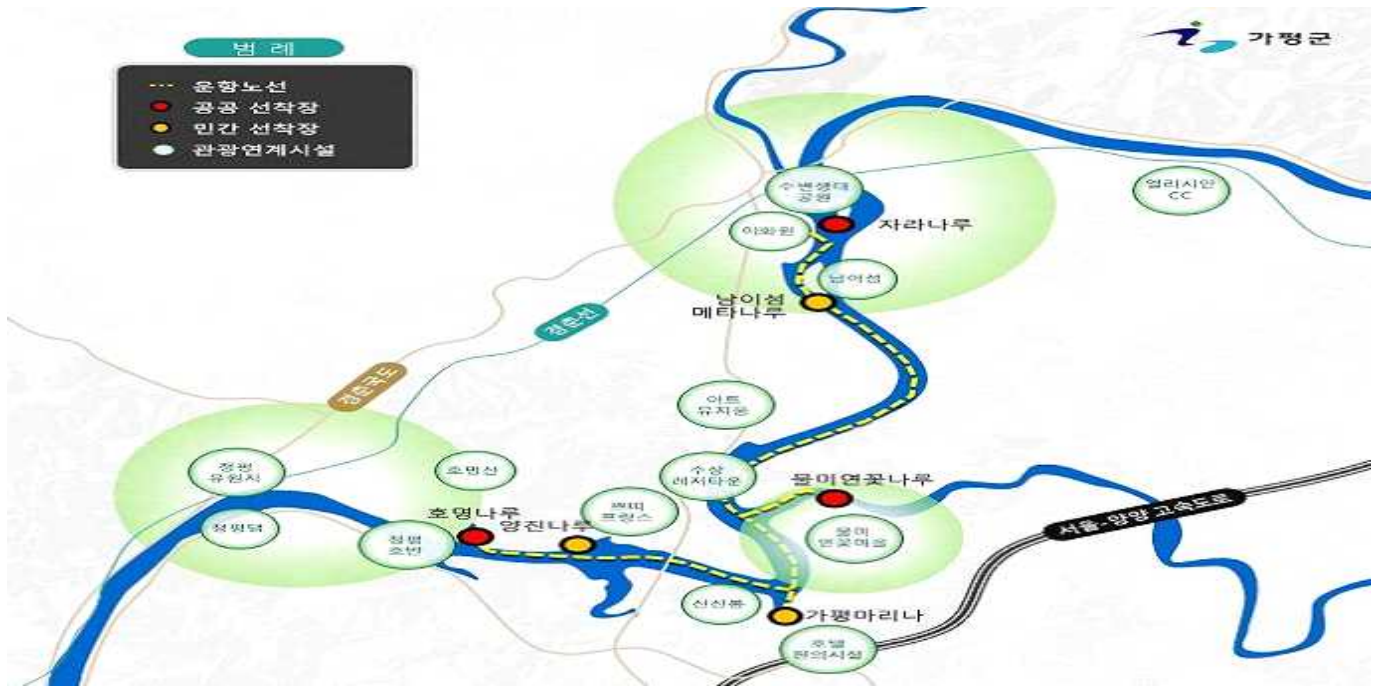 범 례
운항노선
공공 선착장
민간 선착장
관광연계시설
가평군
수변생태
공원
엘리시안
CC
이화원
자라나루
남이섬
남이섬
메타나루
경춘선
경춘국도
아트
유지움
청평
유원지
호명산
수상
레저타운
물미연꽃나루
쁘띠
프랑스
호명나루
양진나루
서울-양양 고속도로
청평댐
청평
호반
물미
연꽃마을
신선봉
가평마리나
호텔
편의시설